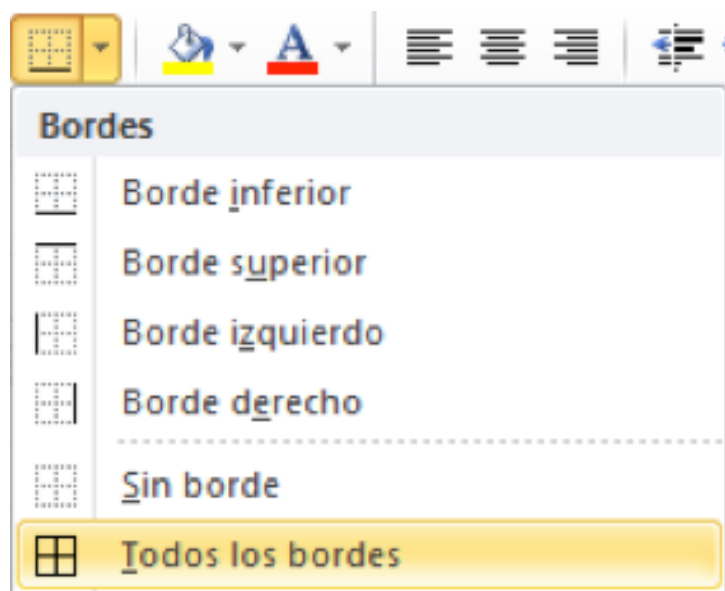 A
Bordes
Borde inferior
Borde superior
Borde izquierdo
Borde derecho
Sin borde
Todos los bordes